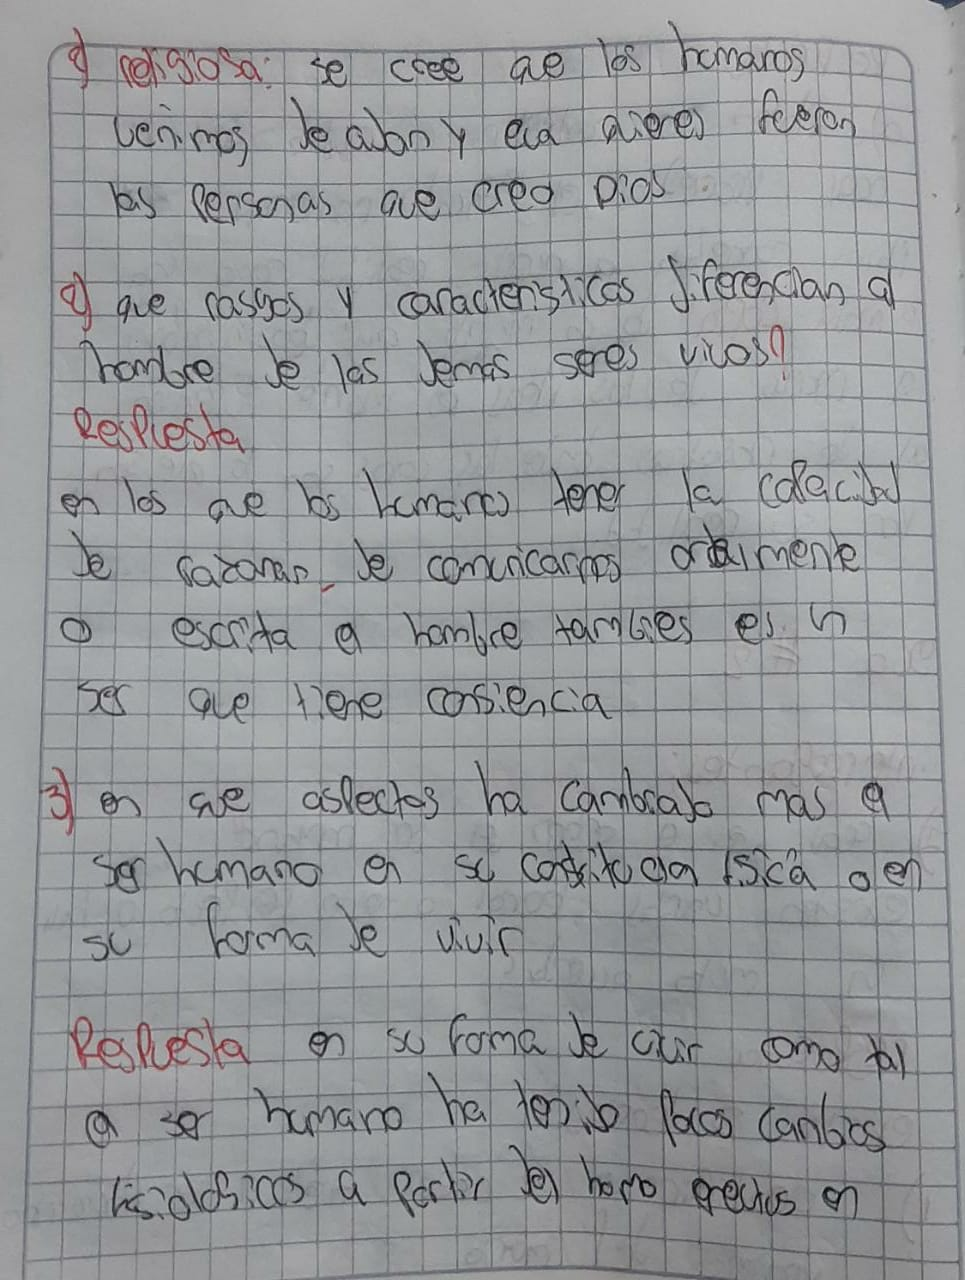 a) religiosa: se cree que los humanos
venimos de adan y eva quienes fueron
las personas que creo Dios
2) que rasgos y caracteristicas diferencian al
hombre de las demas seres vivos?
Respuesta
en los que los humanos tener la capacidad
de razonar de comunicarnos oralmente
o escrita el hombre tambies es un
ser que tiene consiencia
3) en que aspectos ha cambiado mas el
ser humano en su constitucion fisica o en
su forma de vivir
Respuesta en su forma de vivir como tal
el ser humano ha tenido pocos canbios
fisiologicos a partir del homo erectus en